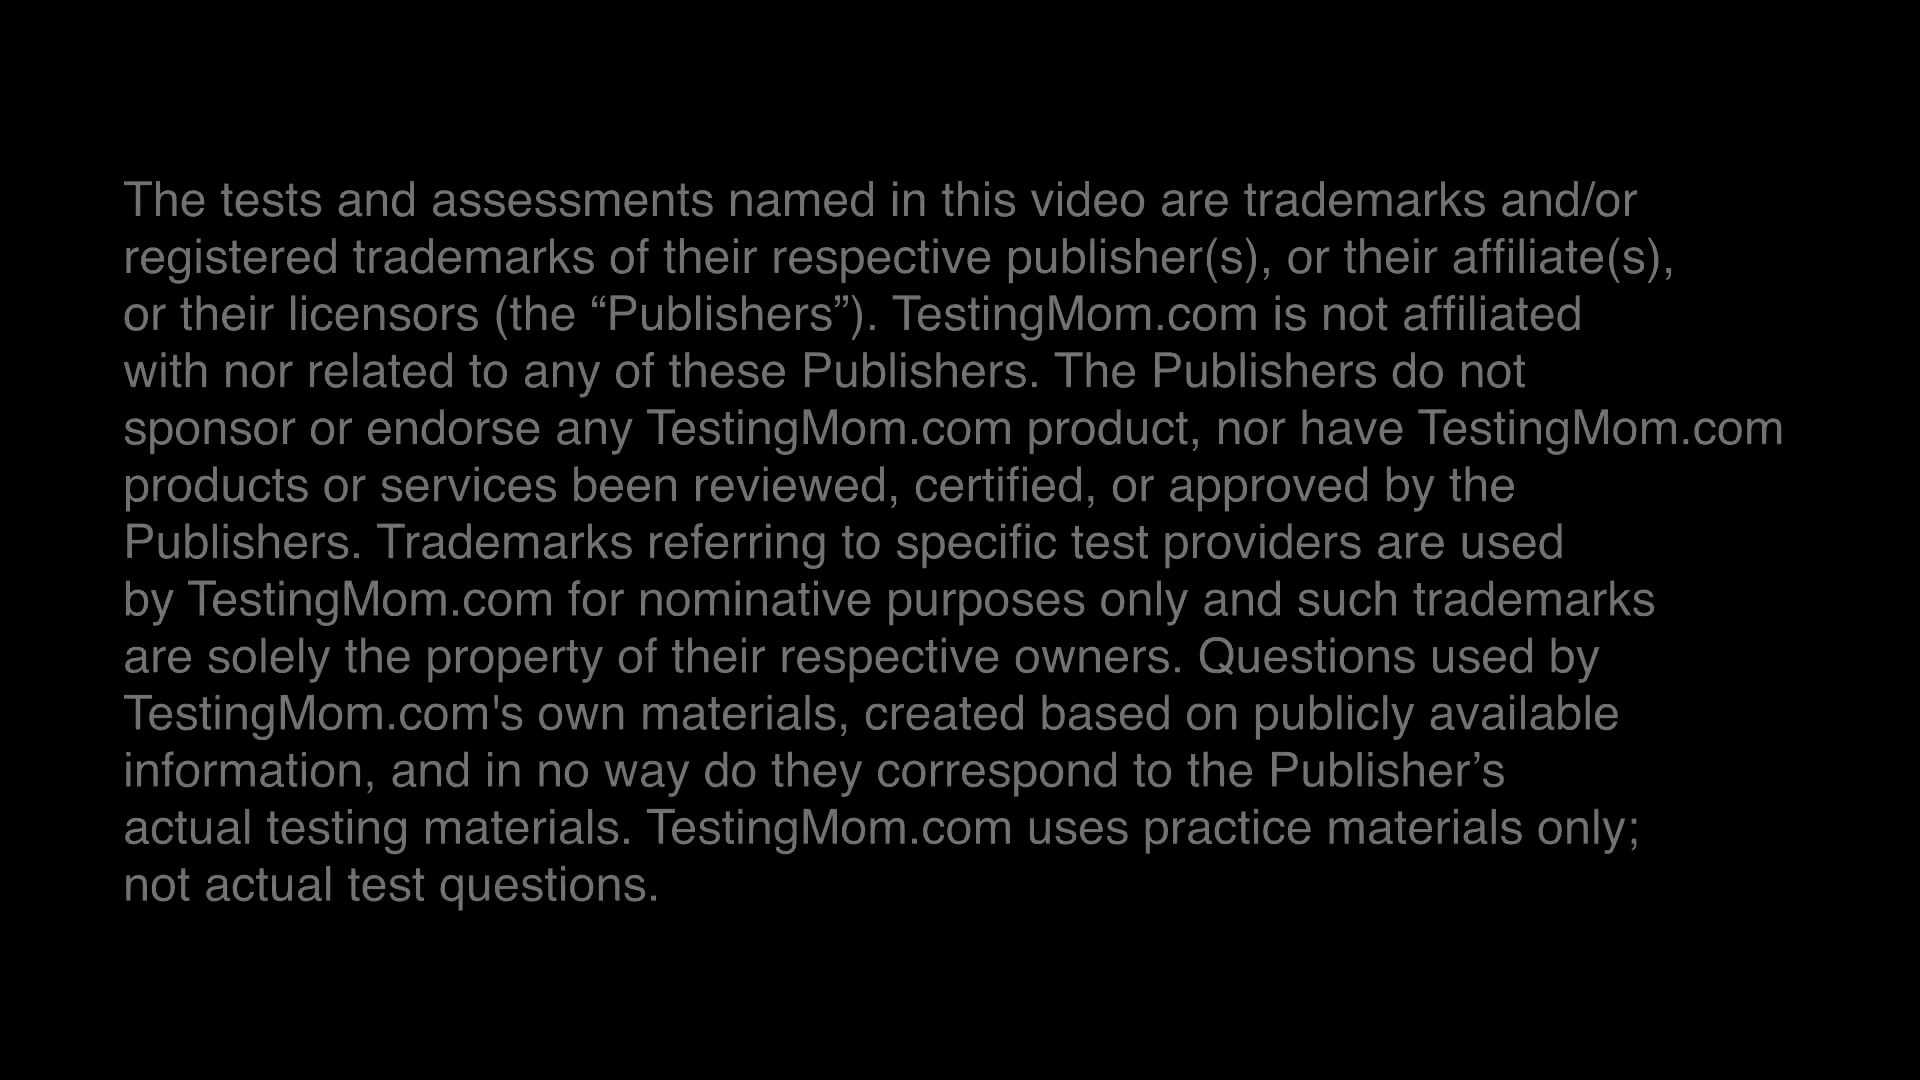 The tests and assessments named in this video are trademarks and/or
registered trademarks of their respective publisher(s), or their affiliate(s),
or their licensors (the “Publishers”). TestingMom.com is not affiliated
with nor related to any of these Publishers. The Publishers do not
sponsor or endorse any TestingMom.com product, nor have TestingMom.com
products or services been reviewed, certified, or approved by the
Publishers. Trademarks referring to specific test providers are used
by TestingMom.com for nominative purposes only and such trademarks
are solely the property of their respective owners. Questions used by
TestingMom.com's own materials, created based on publicly available
information, and in no way do they correspond to the Publisher’s
actual testing materials. TestingMom.com uses practice materials only;
not actual test questions.